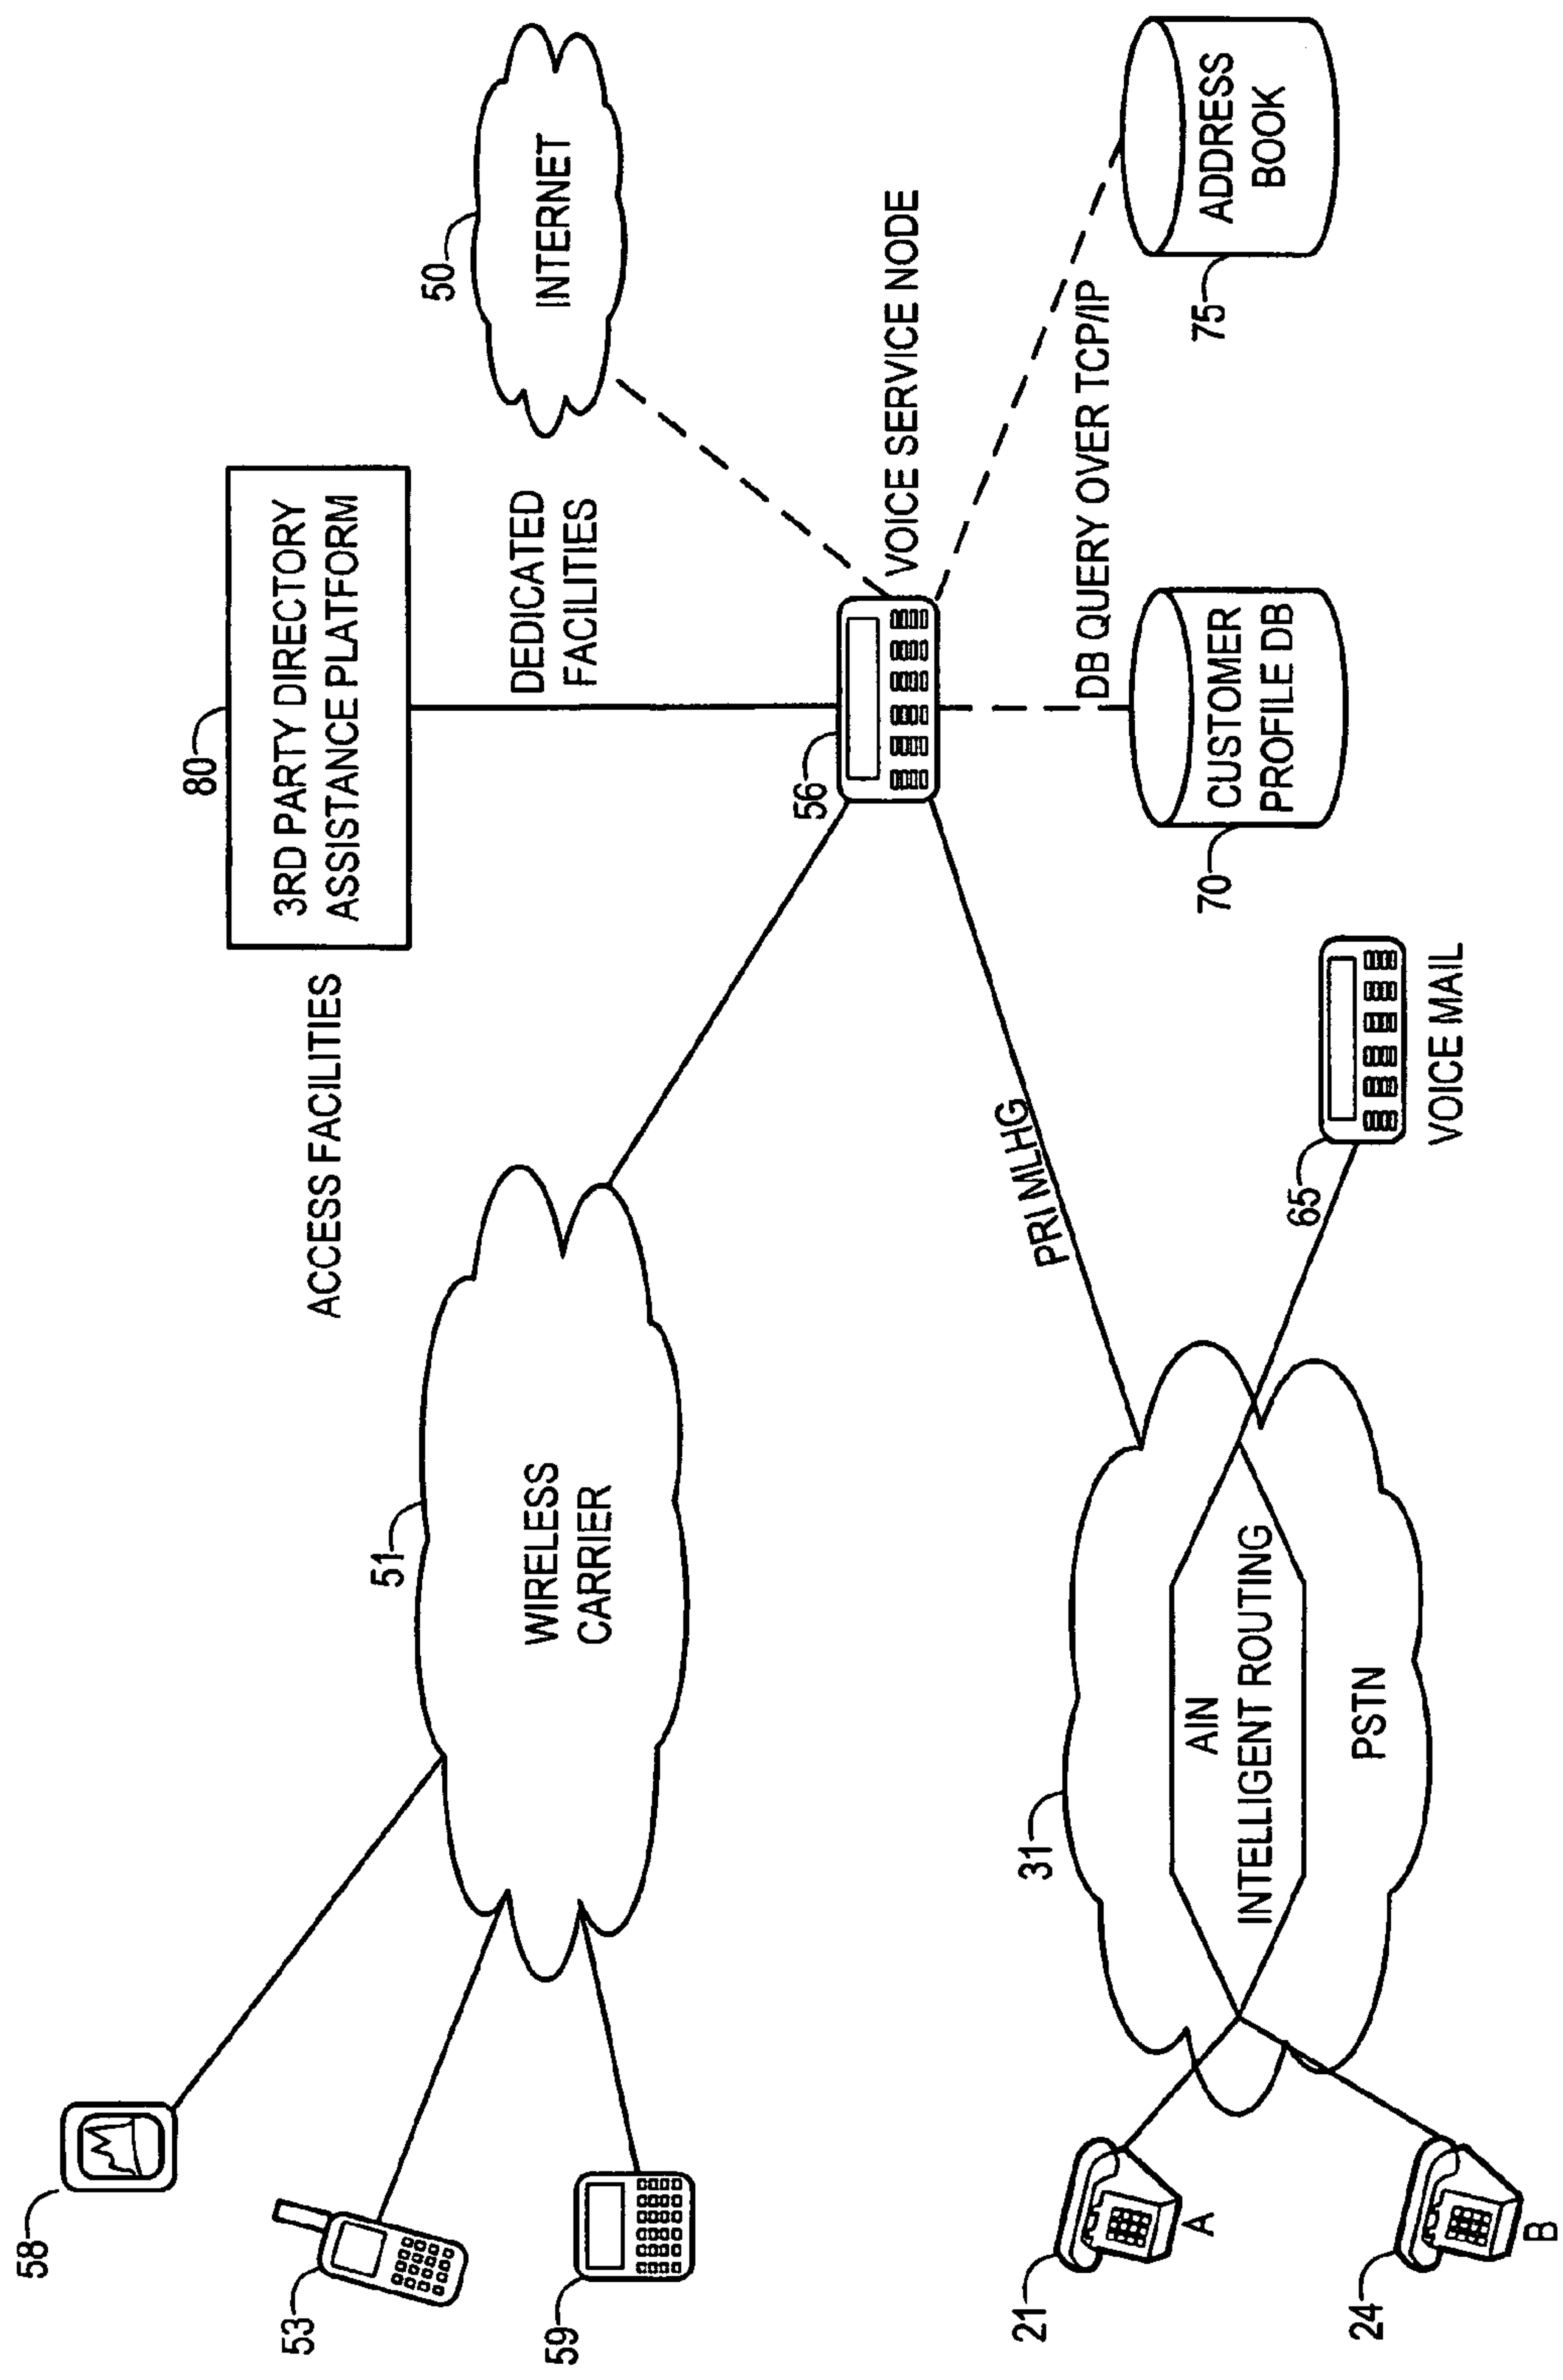 58
53
59
51
WIRELESS
CARRIER
ACCESS FACILITIES
80
3RD PARTY DIRECTORY
ASSISTANCE PLATFORM
DEDICATED
FACILITIES
50
INTERNET
56
VOICE SERVICE NODE
DB QUERY OVER TCP/IP
PRI MLHG
21
A
24
B
31
AIN
INTELLIGENT ROUTING
PSTN
65
VOICE MAIL
70
CUSTOMER
PROFILE DB
75
ADDRESS
BOOK